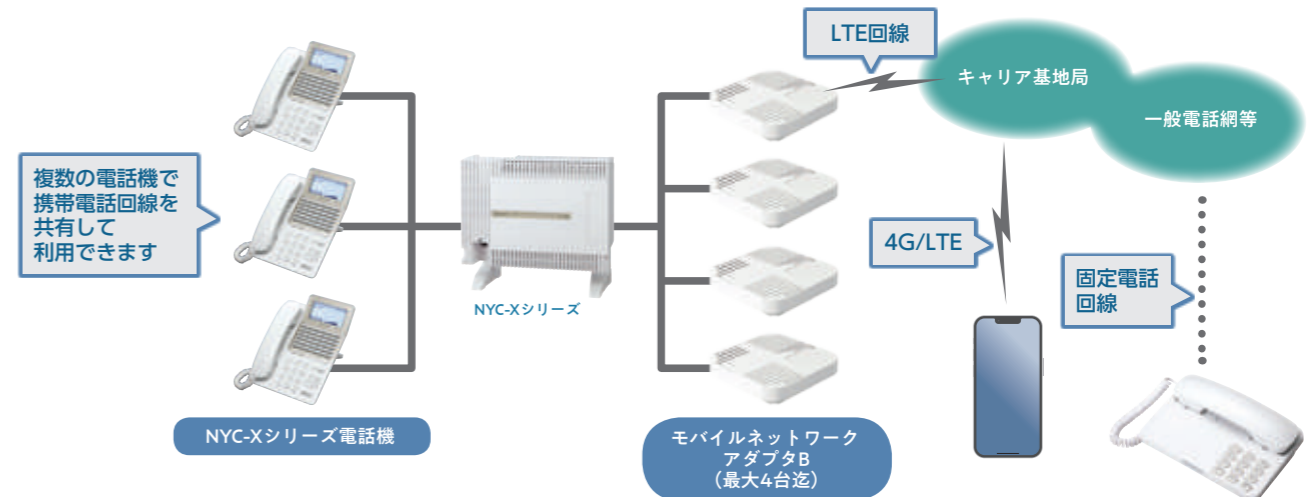 LTE回線
キャリア基地局
一般電話網等
複数の電話機で
携帯電話回線を
共有して
利用できます
4G/LTE
固定電話
回線
NYC-Xシリーズ
NYC-Xシリーズ電話機
モバイルネットワーク
アダプタB
（最大4台迄）